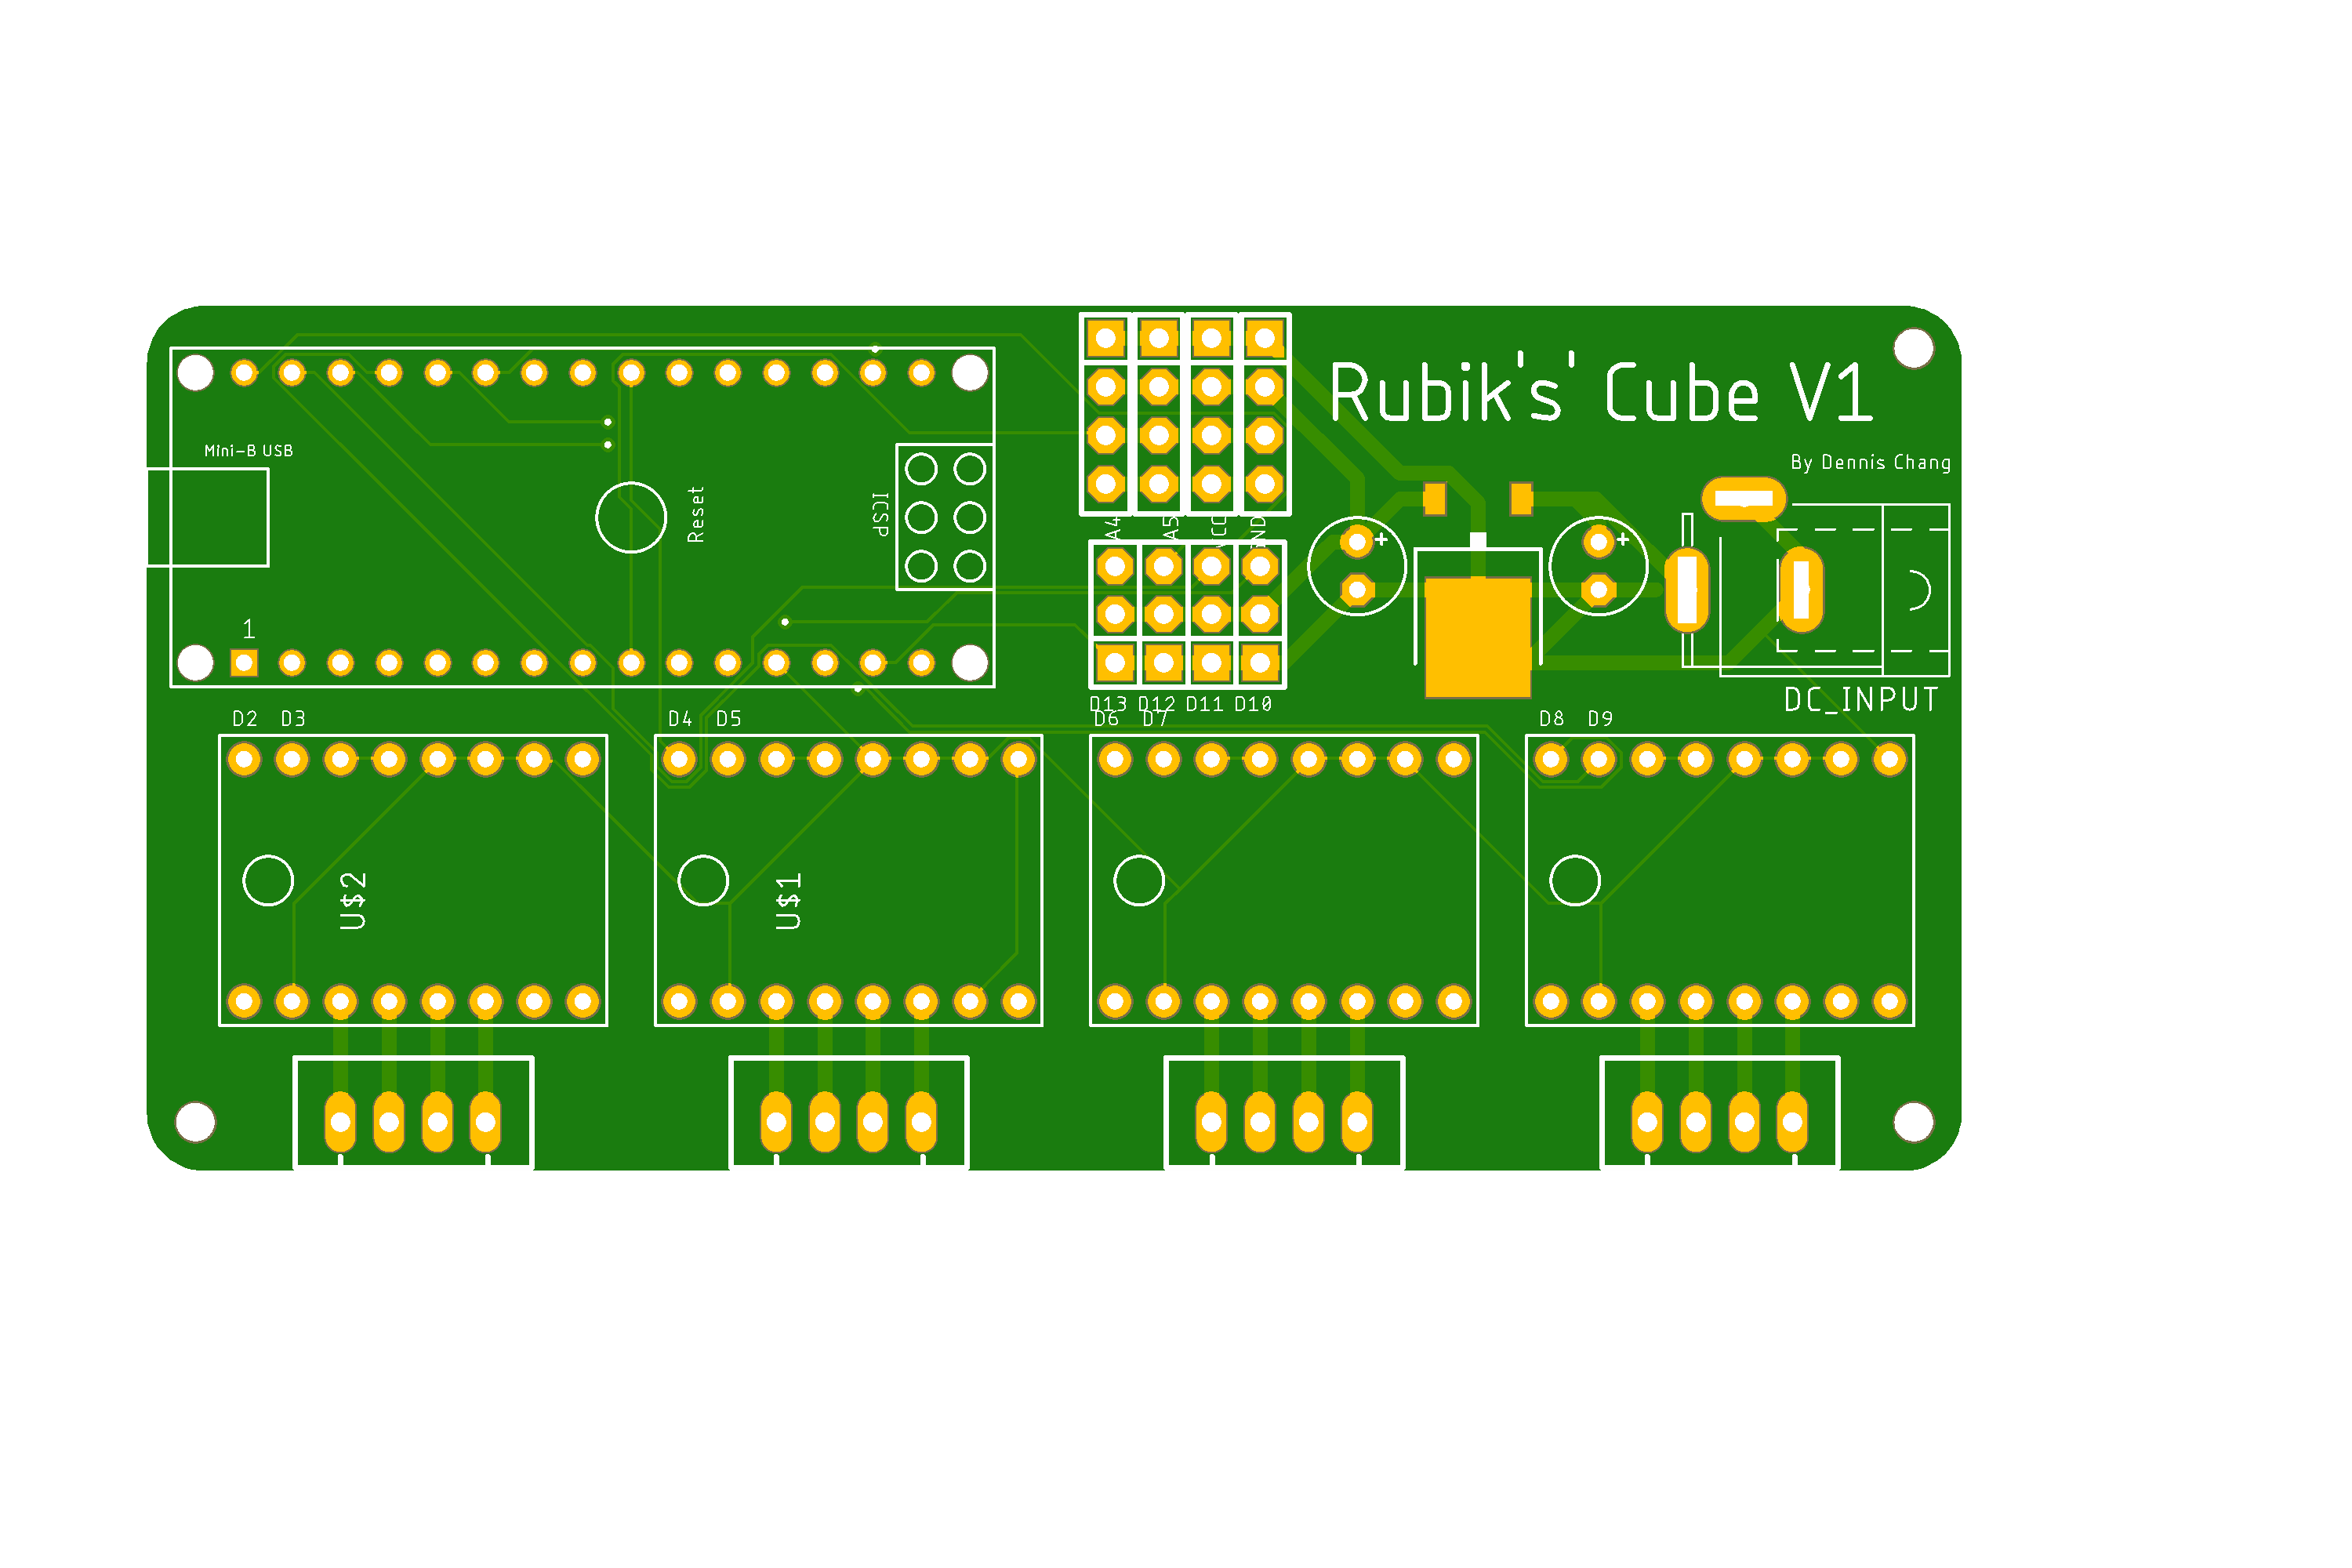 Rubik's' Cube V1
By Dennis Chang
Mini-B USB
Reset
ICSP
A4
A5
VCC
GND
1
DC_INPUT
D13 D12 D11 D10
D2 D3
D4 D5
D6 D7
D8 D9
U$2
U$1
+
+